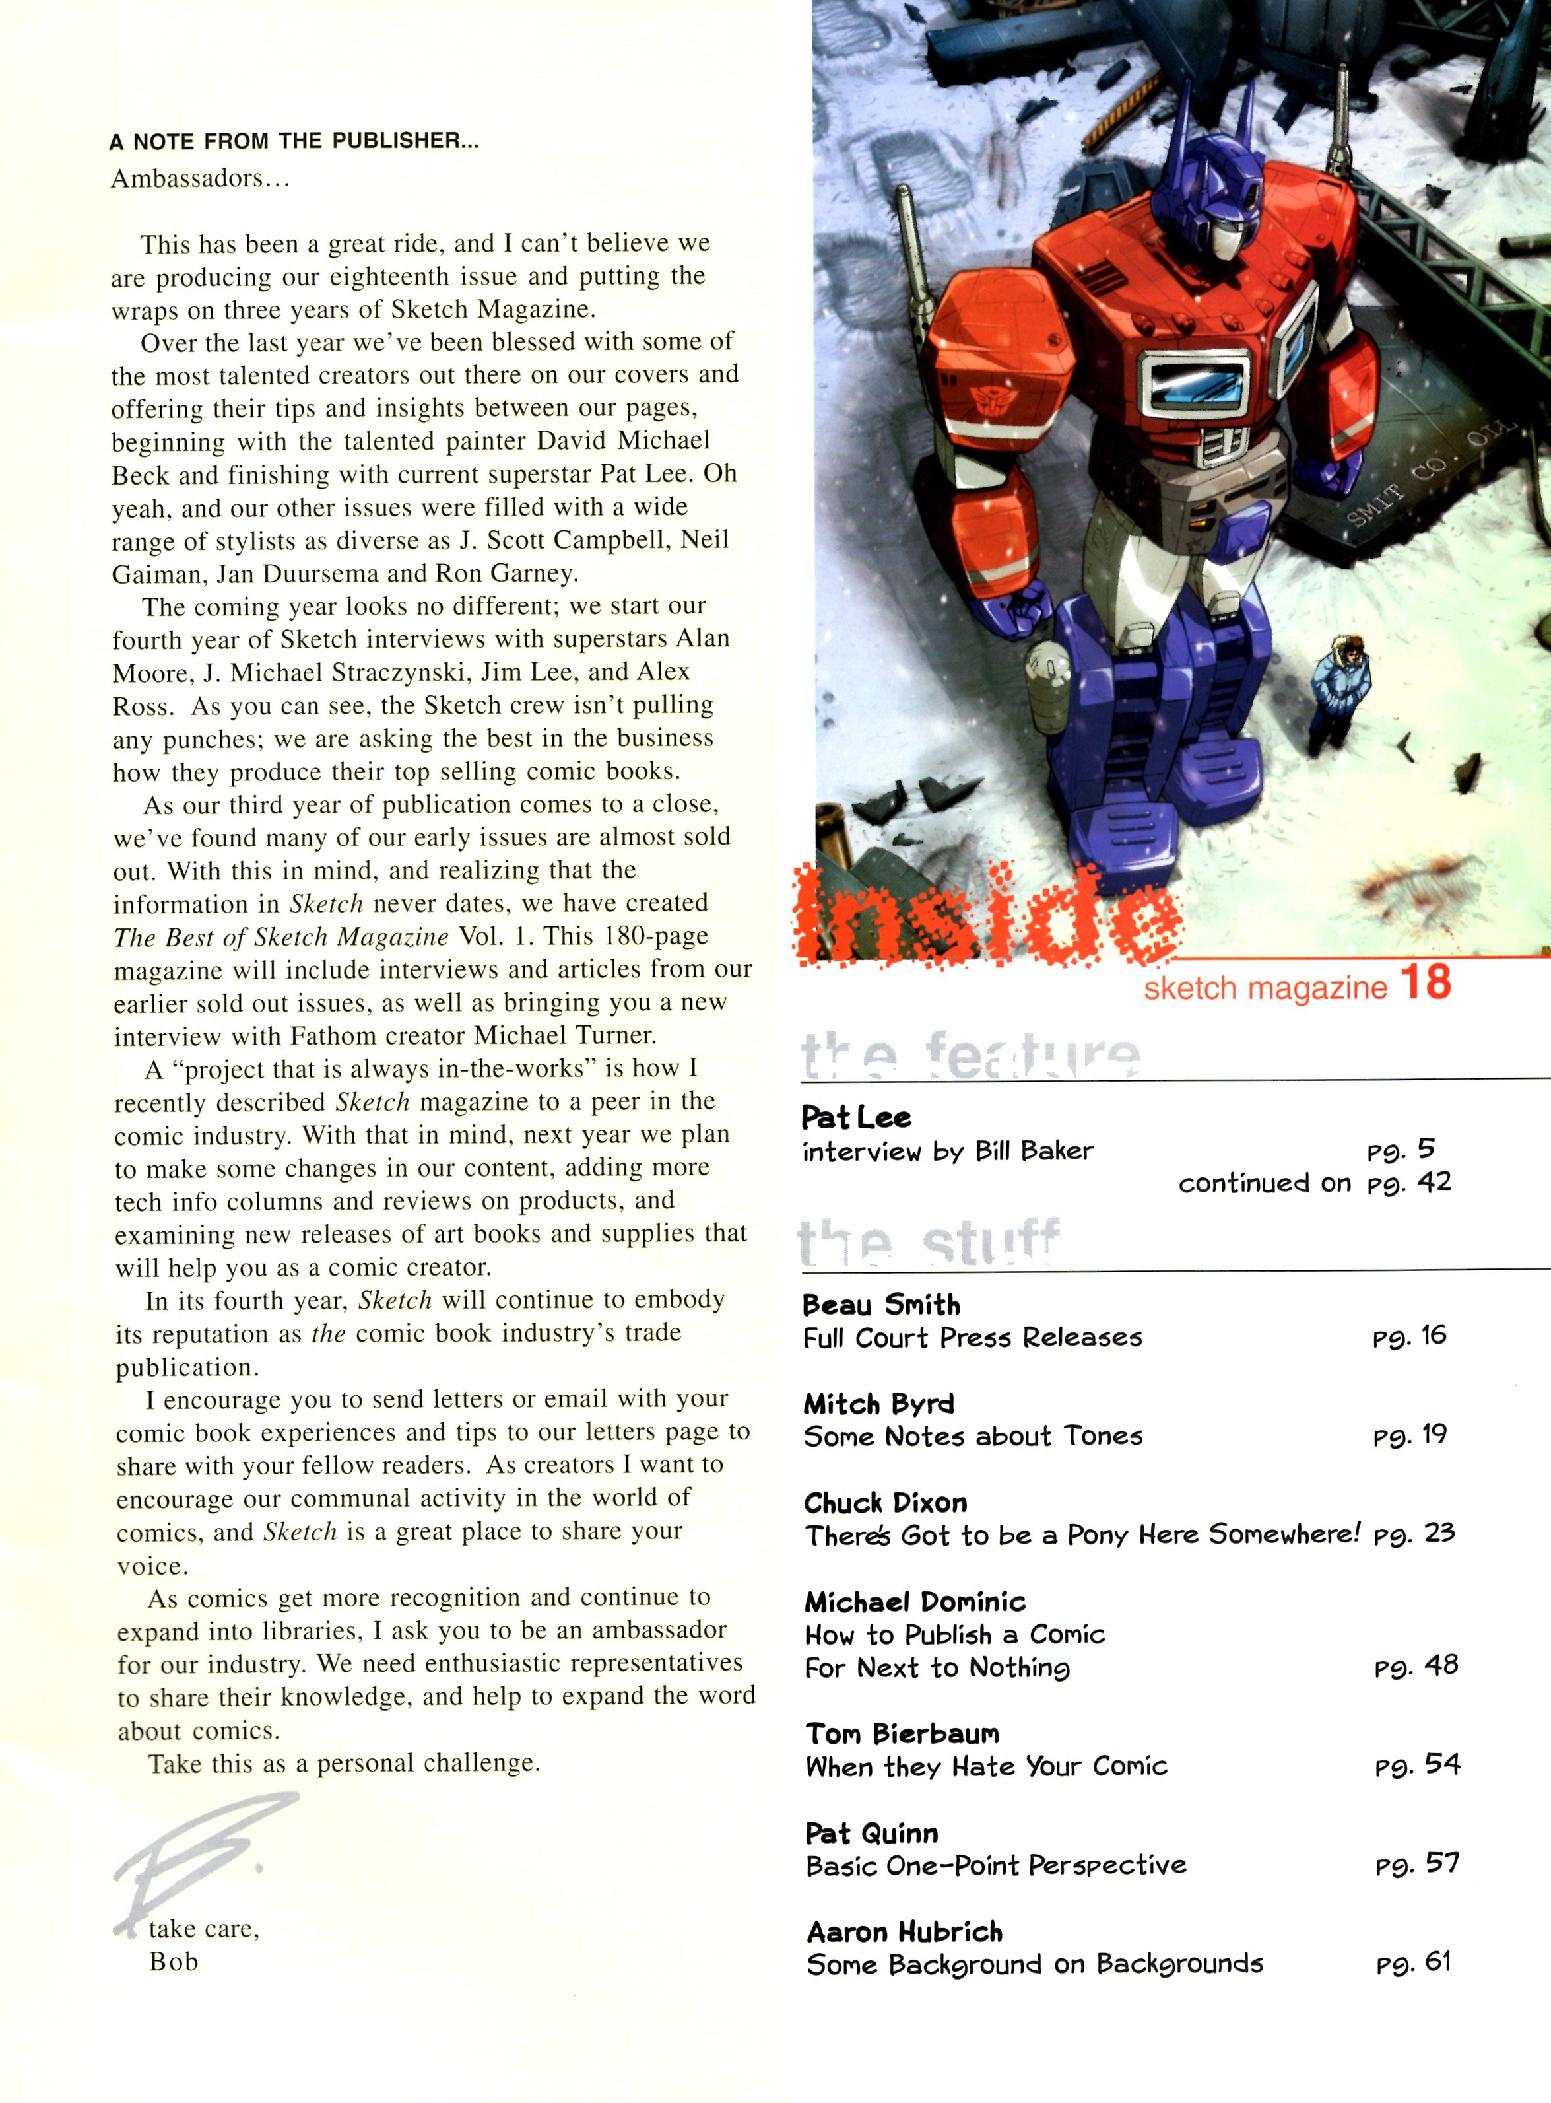 A NOTE FROM THE PUBLISHER...
Ambassadors...
This has been a great ride, and I can't believe we
are producing our eighteenth issue and putting the
wraps on three years of Sketch Magazine.
Over the last year we've been blessed with some of
the most talented creators out there on our covers and
offering their tips and insights between our pages,
beginning with the talented painter David Michael
Beck and finishing with current superstar Pat Lee. Oh
yeah, and our other issues were filled with a wide
range of stylists as diverse as J. Scott Campbell, Neil
Gaiman, Jan Duursema and Ron Garney.
The coming year looks no different; we start our
fourth year of Sketch interviews with superstars Alan
Moore, J. Michael Straczynski, Jim Lee, and Alex
Ross. As you can see, the Sketch crew isn't pulling
any punches; we are asking the best in the business
how they produce their top selling comic books.
As our third year of publication comes to a close,
we've found many of our early issues are almost sold
out. With this in mind, and realizing that the
information in Sketch never dates, we have created
The Best of Sketch Magazine Vol. 1. This 180-page
magazine will include interviews and articles from our
earlier sold out issues, as well as bringing you a new
interview with Fathom creator Michael Turner.
A “project that is always in-the-works” is how I
recently described Sketch magazine to a peer in the
comic industry. With that in mind, next year we plan
to make some changes in our content, adding more
tech info columns and reviews on products, and
examining new releases of art books and supplies that
will help you as a comic creator.
In its fourth year, Sketch will continue to embody
its reputation as the comic book industry's trade
publication.
I encourage you to send letters or email with your
comic book experiences and tips to our letters page to
share with your fellow readers. As creators I want to
encourage our communal activity in the world of
comics, and Sketch is a great place to share your
voice.
As comics get more recognition and continue to
expand into libraries, I ask you to be an ambassador
for our industry. We need enthusiastic representatives
to share their knowledge, and help to expand the word
about comics.
Take this as a personal challenge.
B.
take care,
Bob
SMIT CO. OIL
Inside
sketch magazine 18
the feature
Pat Lee
interview by Bill Baker pg. 5
continued on pg. 42
the stuff
Beau Smith
Full Court Press Releases pg. 16
Mitch Byrd
Some Notes about Tones pg. 19
Chuck Dixon
There's Got to be a Pony Here Somewhere! pg. 23
Michael Dominic
How to Publish a Comic
For Next to Nothing pg. 48
Tom Bierbaum
When they Hate Your Comic pg. 54
Pat Quinn
Basic One-Point Perspective pg. 57
Aaron Hubrich
Some Background on Backgrounds pg. 61